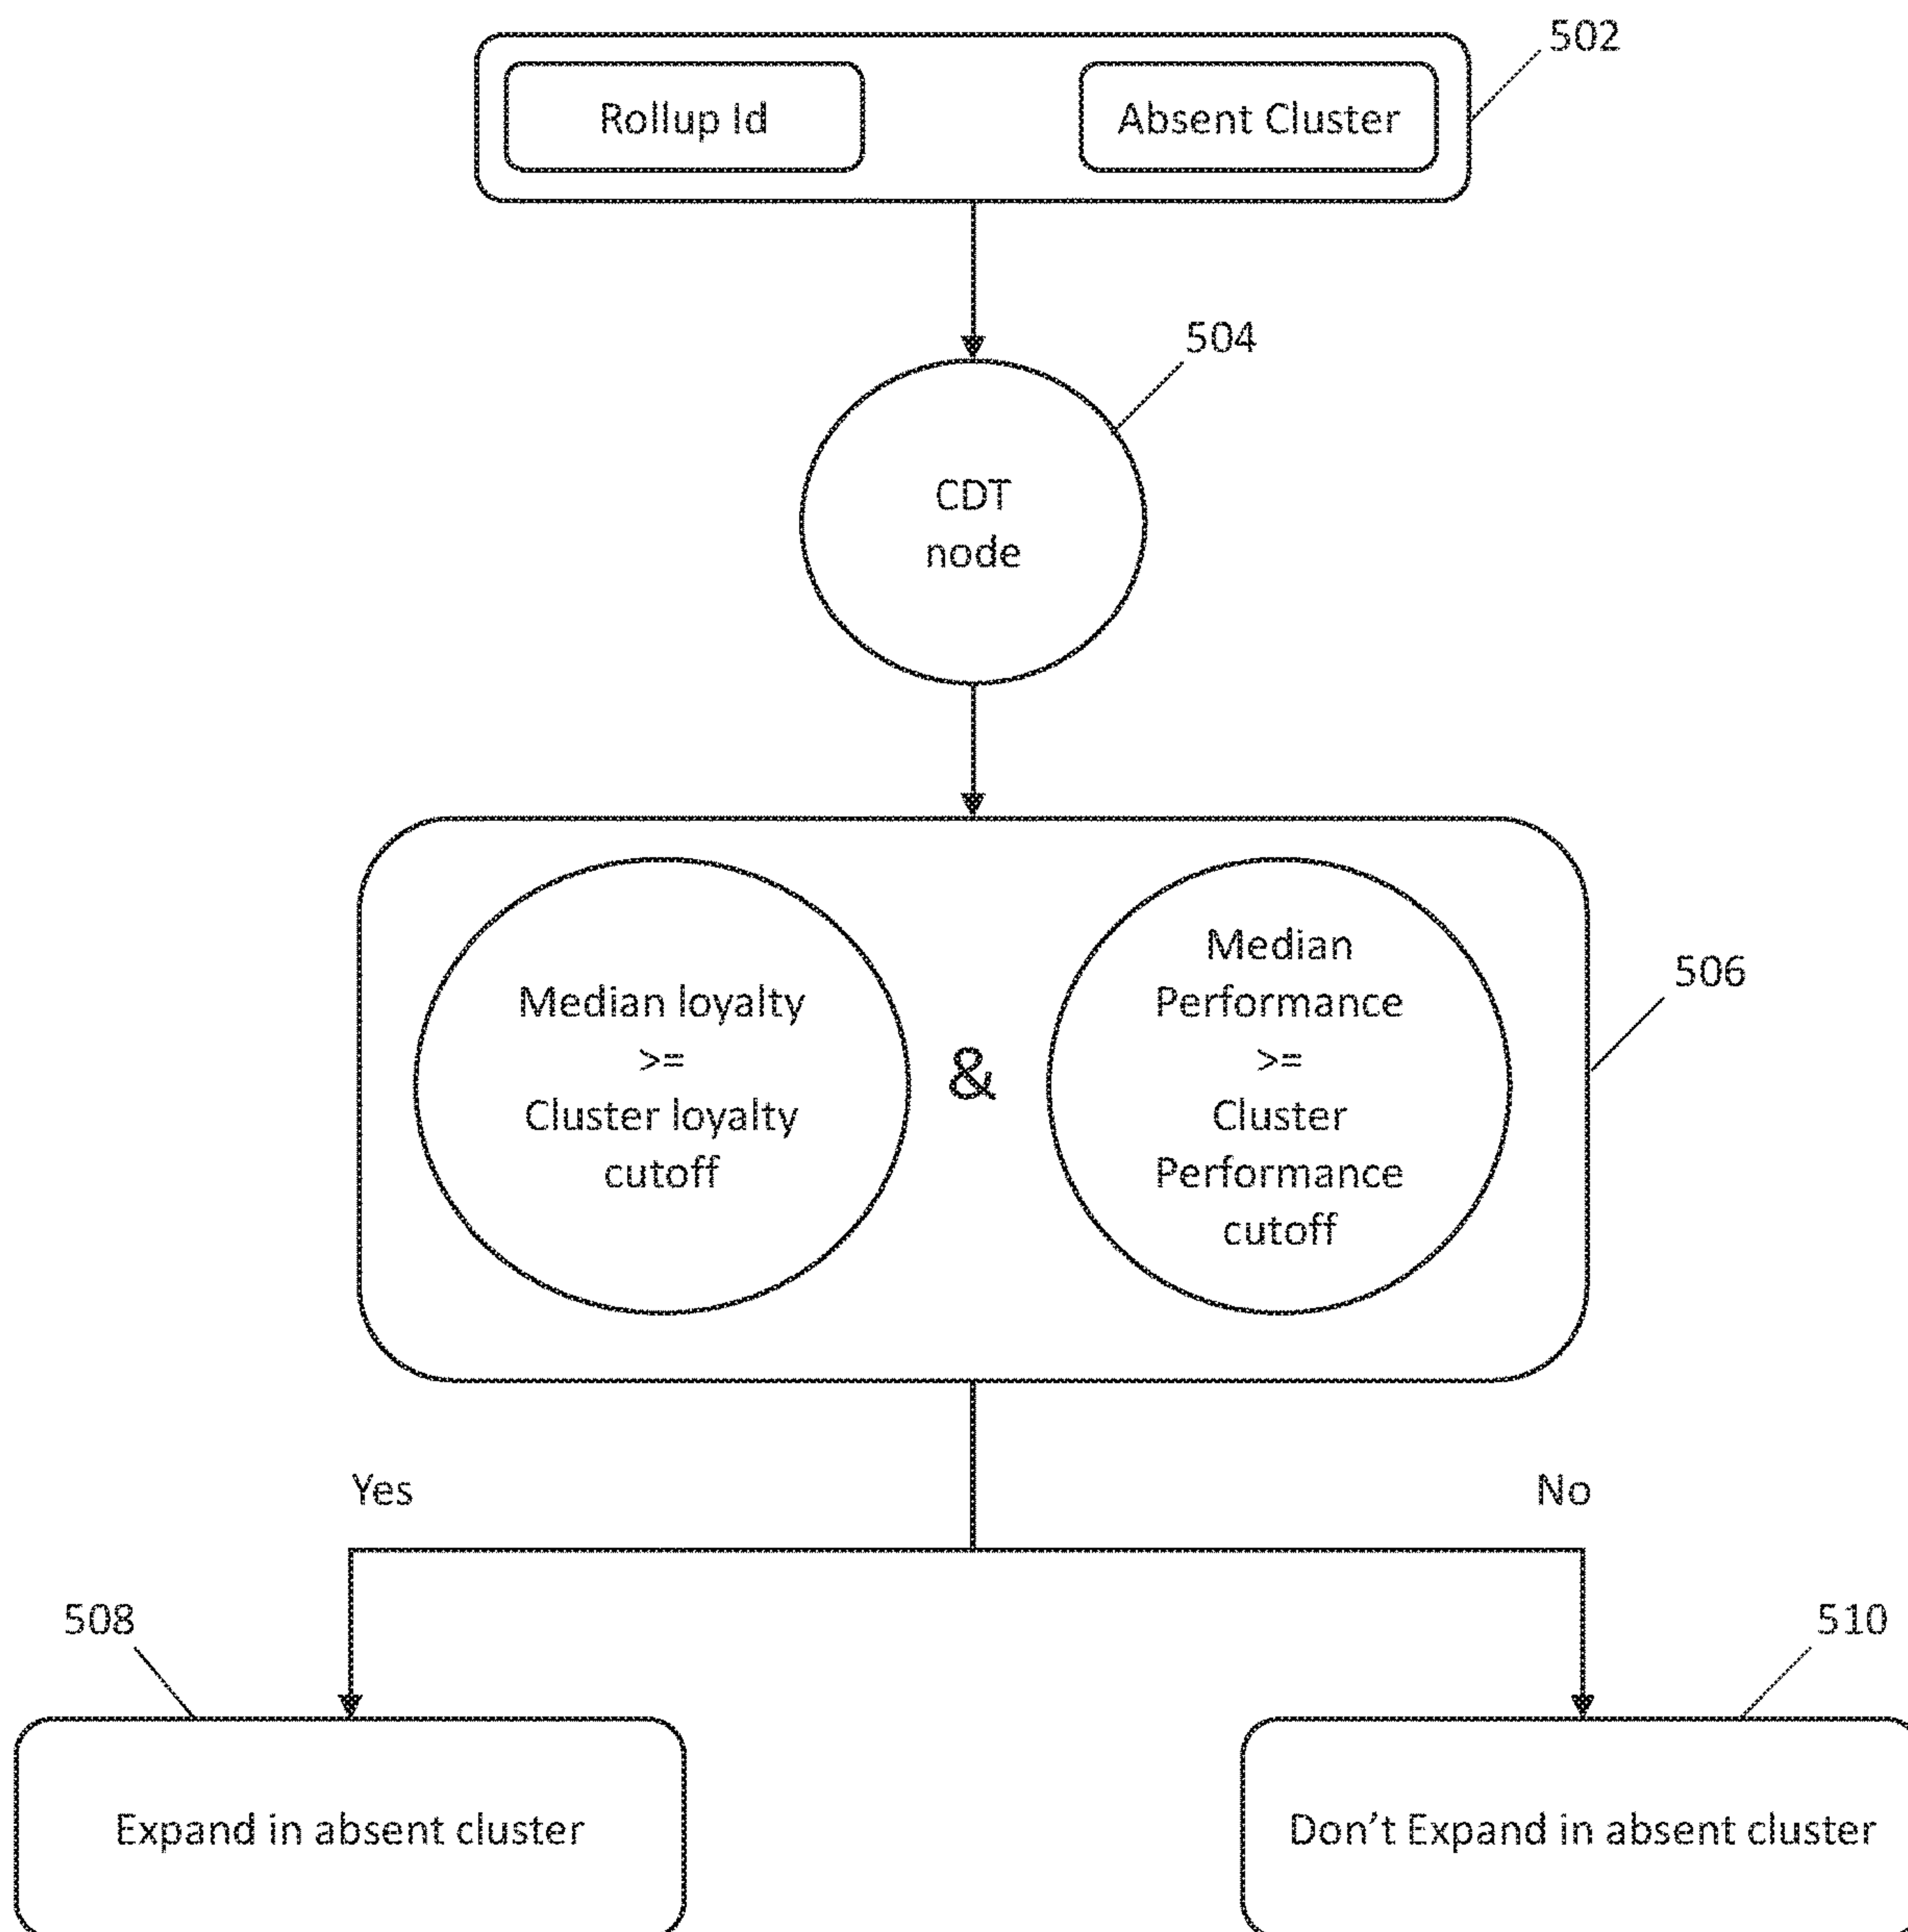 502
Rollup Id
Absent Cluster
504
CDT
node
506
Median loyalty
>=
Cluster loyalty
cutoff
&
Median
Performance
>=
Cluster
Performance
cutoff
Yes
No
508
510
Expand in absent cluster
Don't Expand in absent cluster